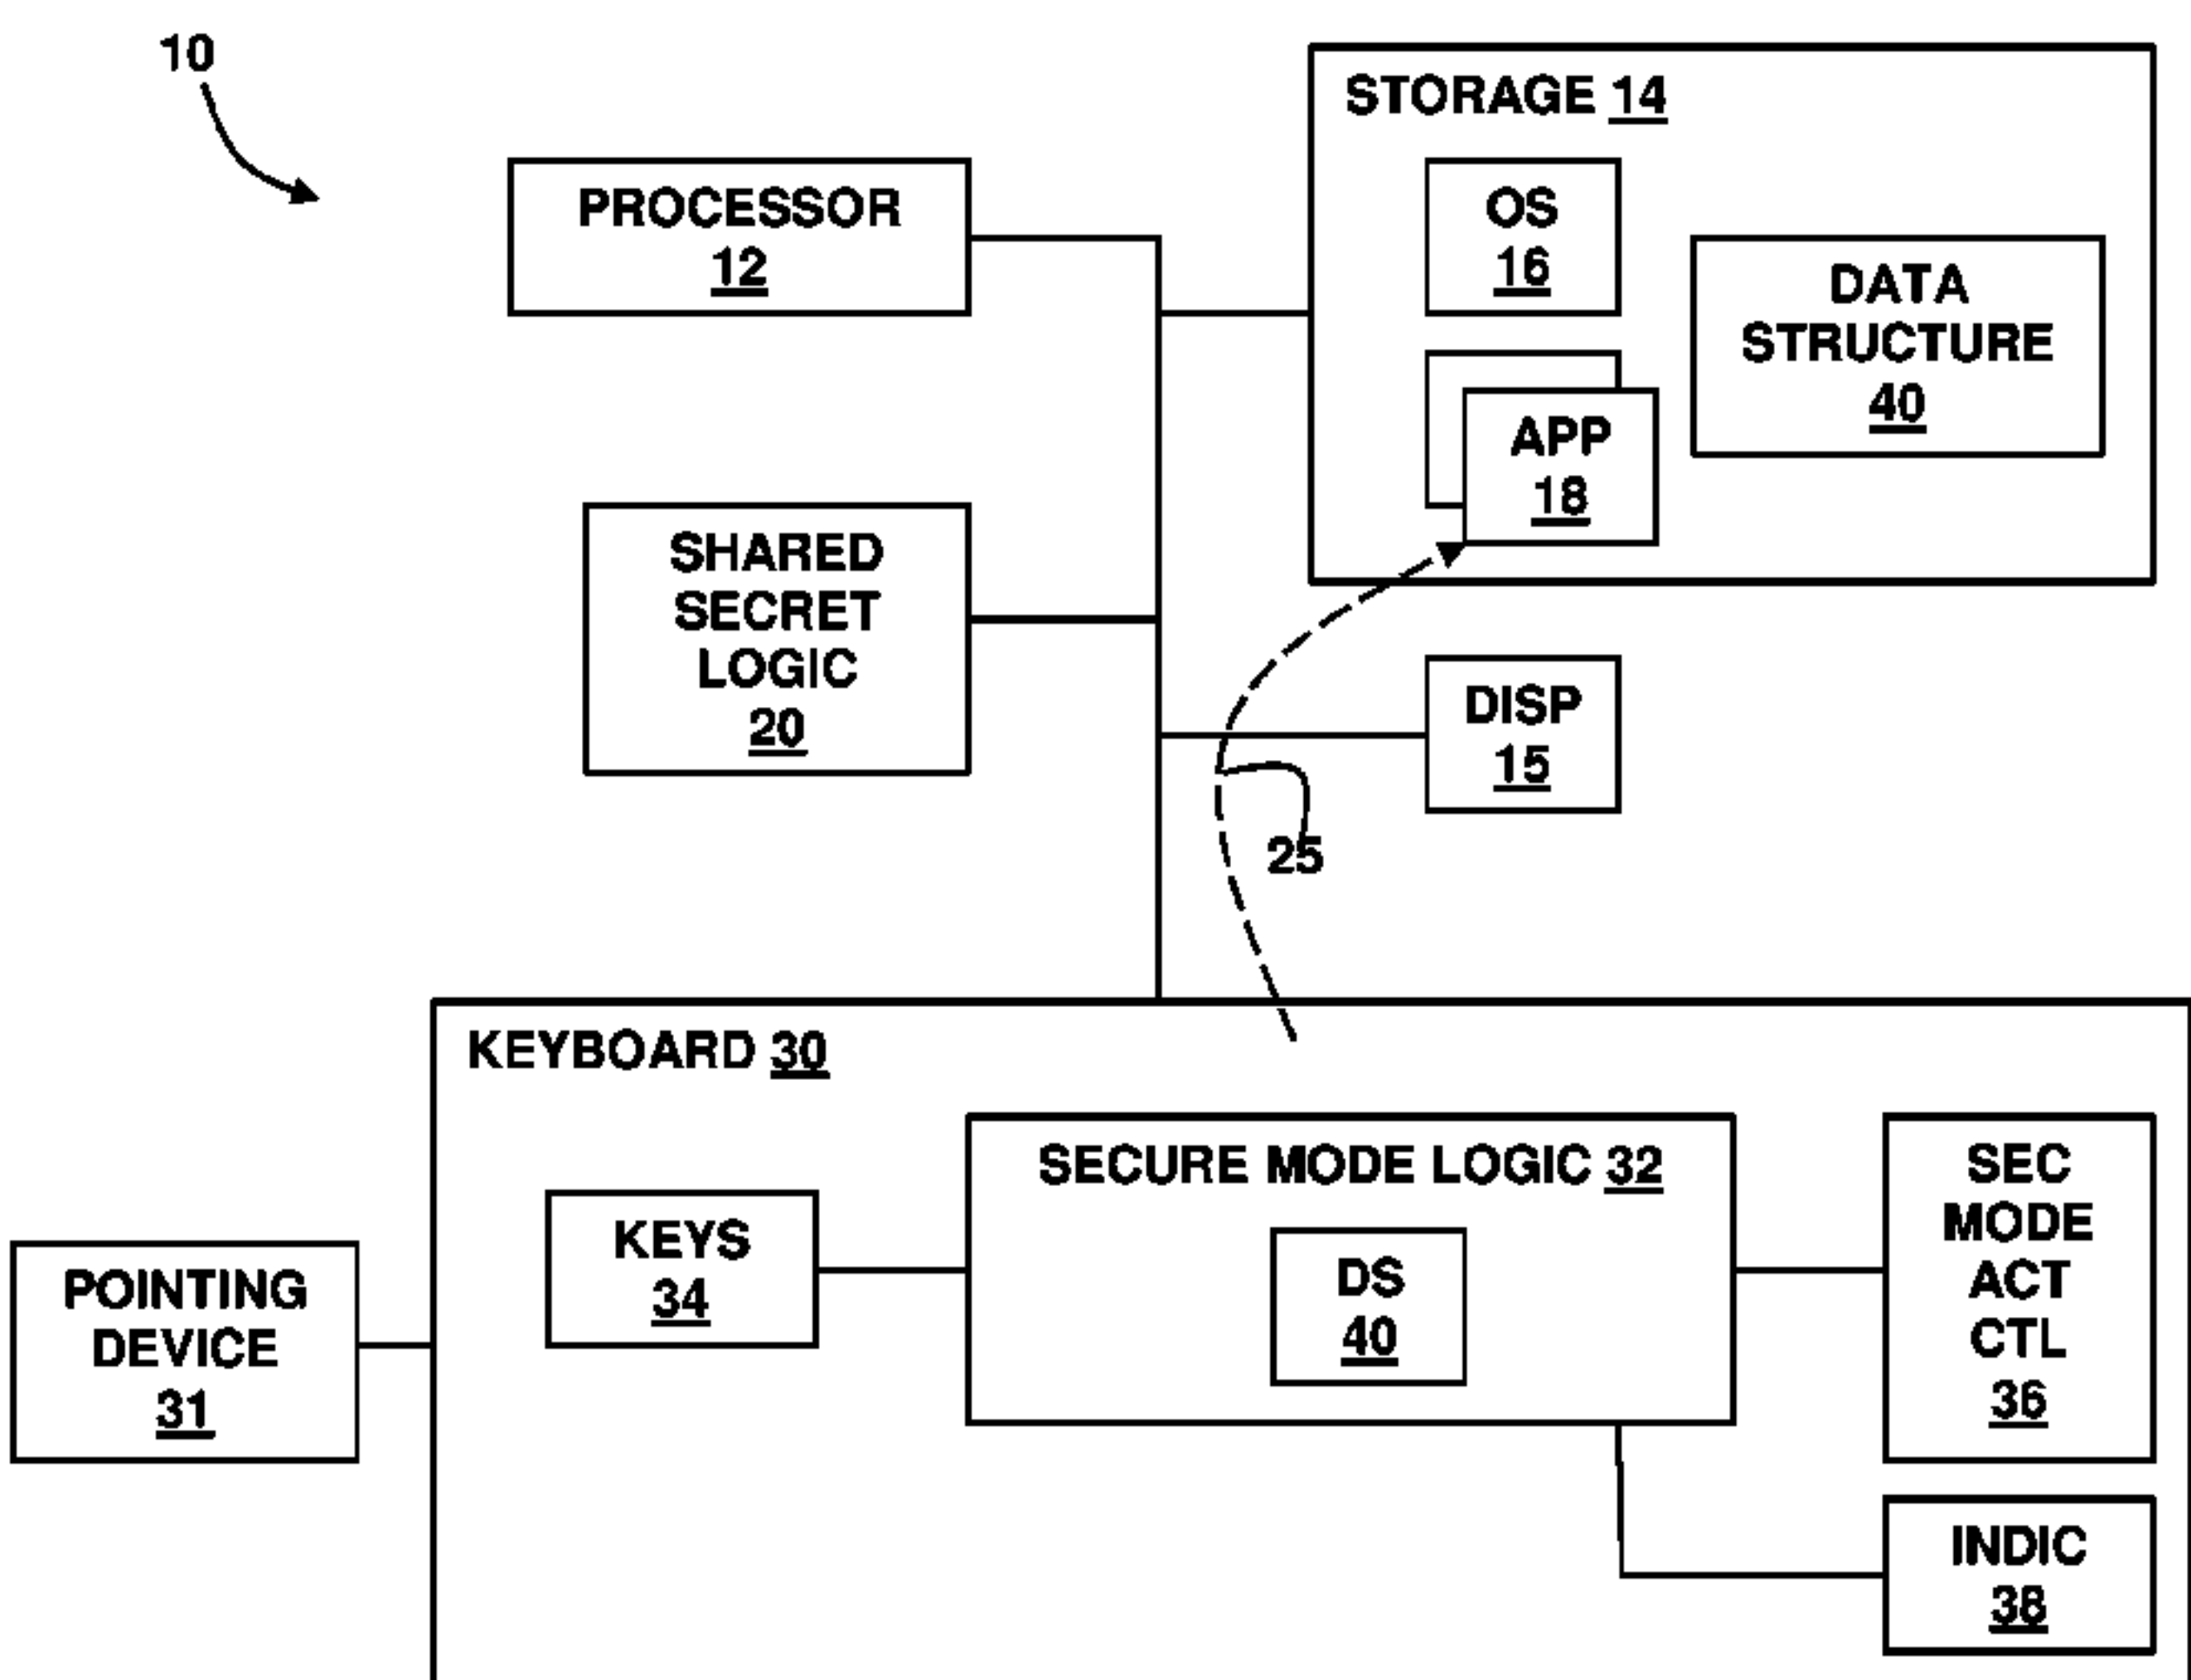 10
STORAGE 14
PROCESSOR
12
OS
16
DATA
STRUCTURE
40
APP
18
SHARED
SECRET
LOGIC
20
DISP
15
25
KEYBOARD 30
SECURE MODE LOGIC 32
SEC
MODE
ACT
CTL
36
KEYS
34
DS
40
POINTING
DEVICE
31
INDIC
38